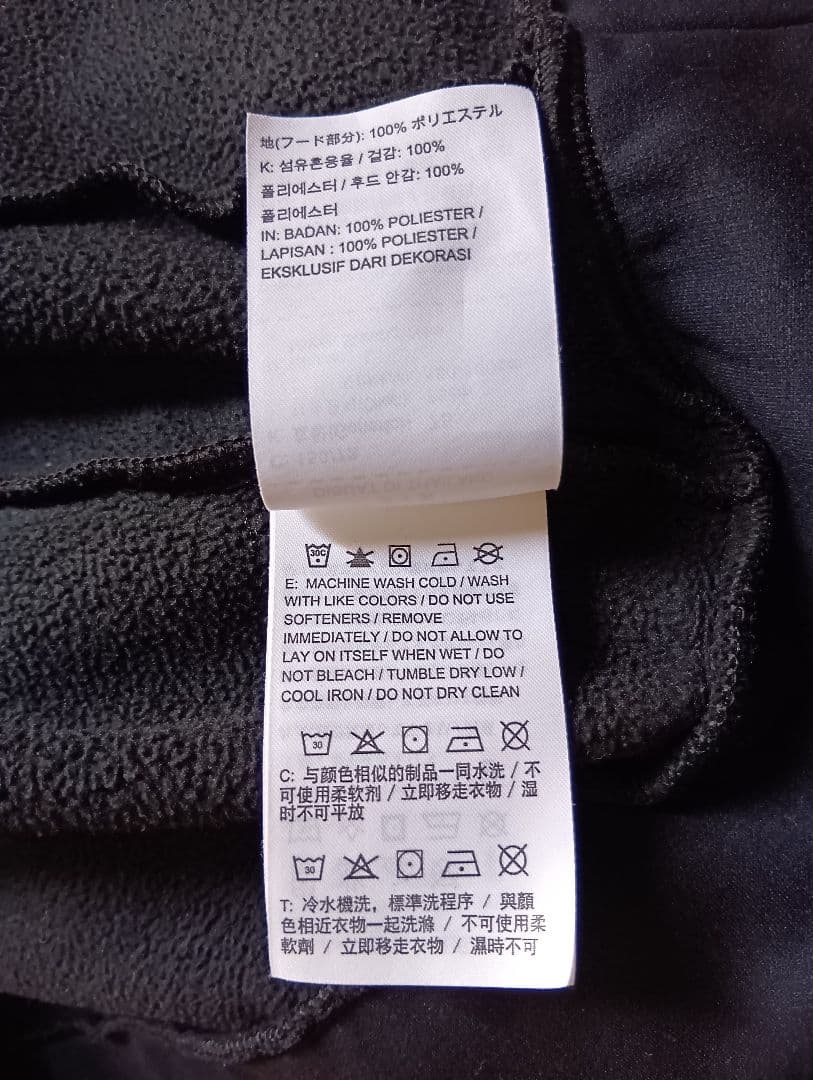 地(フード部分): 100% ポリエステル
K: 섬유혼용율 / 겉감: 100%
폴리에스터 / 후드 안감: 100%
폴리에스터
IN: BADAN: 100% POLIESTER /
LAPISAN : 100% POLIESTER /
EKSKLUSIF DARI DEKORASI
30C
E: MACHINE WASH COLD / WASH
WITH LIKE COLORS / DO NOT USE
SOFTENERS / REMOVE
IMMEDIATELY / DO NOT ALLOW TO
LAY ON ITSELF WHEN WET / DO
NOT BLEACH / TUMBLE DRY LOW /
COOL IRON / DO NOT DRY CLEAN
30
C: 与颜色相似的制品一同水洗 / 不
可使用柔软剂 / 立即移走衣物 / 湿
时不可平放
30
T: 冷水機洗，標準洗程序 / 與顏
色相近衣物一起洗滌 / 不可使用柔
軟劑 / 立即移走衣物 / 濕時不可